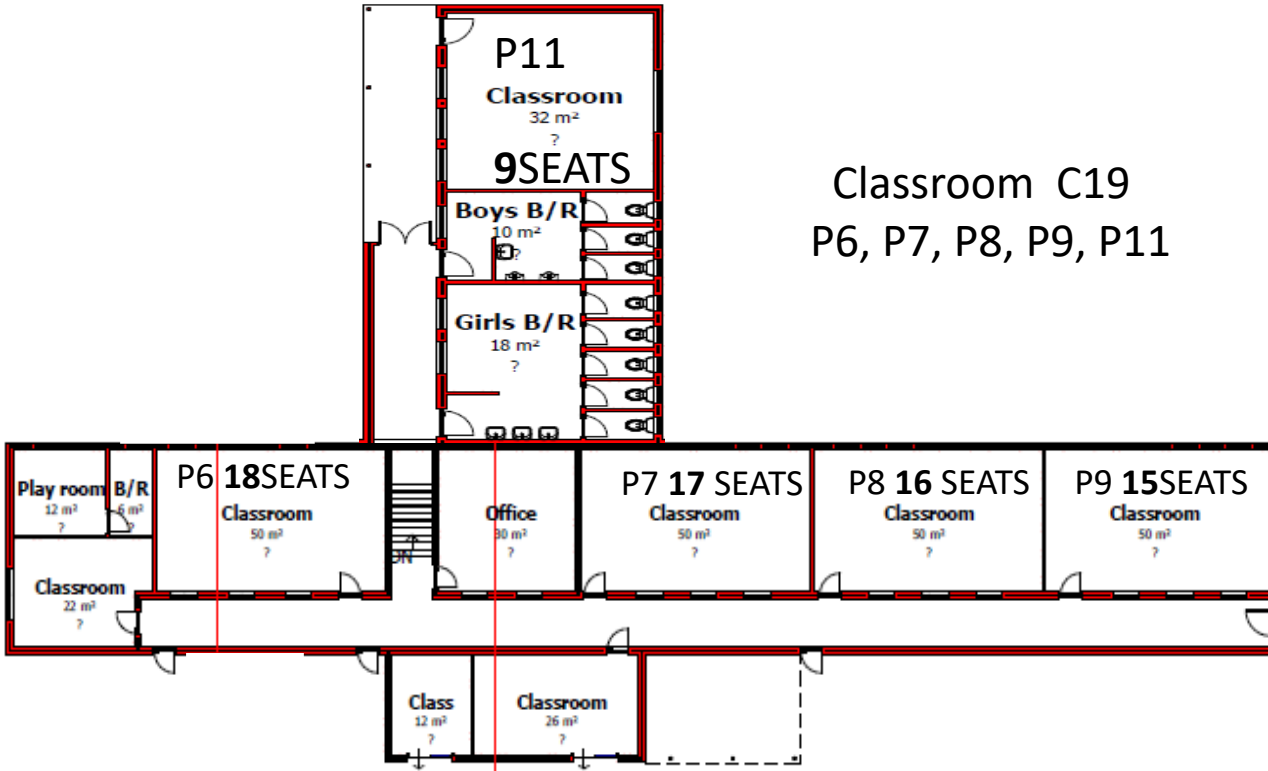 P11
Classroom
32 m²
?
9SEATS
Classroom C19
P6, P7, P8, P9, P11
Boys B/R
10 m²
?
Girls B/R
18 m²
?
Play room
12 m²
?
B/R
6 m²
?
P6 18SEATS
Classroom
50 m²
?
DN
Office
30 m²
?
P7 17 SEATS
Classroom
50 m²
?
P8 16 SEATS
Classroom
50 m²
?
P9 15SEATS
Classroom
50 m²
?
Classroom
22 m²
?
Class
12 m²
?
Classroom
26 m²
?